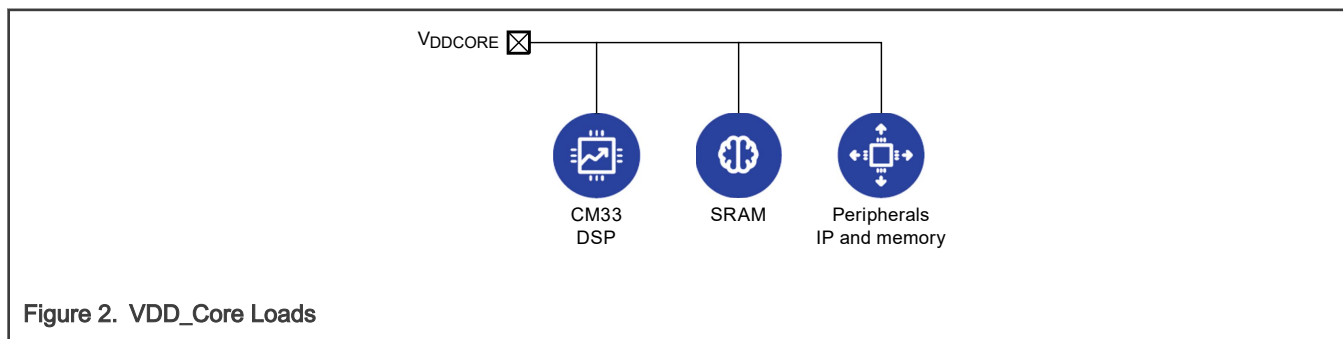 VDDCORE
CM33
DSP
SRAM
Peripherals
IP and memory
Figure 2. VDD_Core Loads